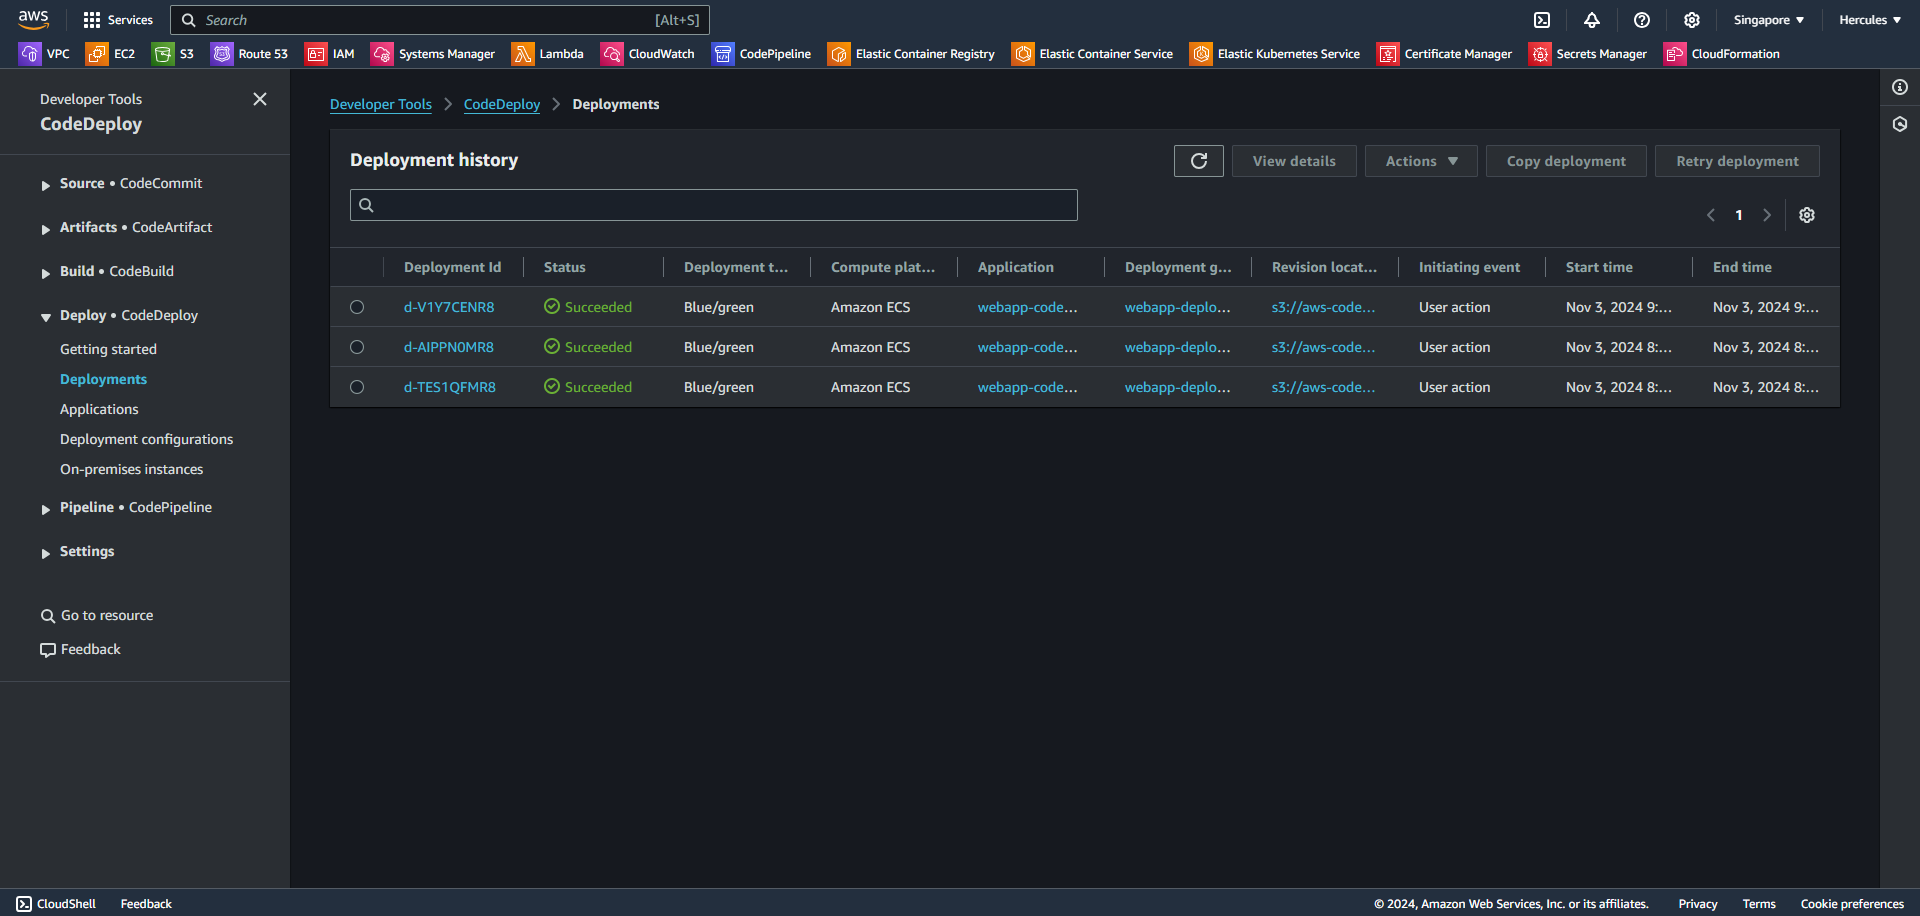 aws Services Search [Alt+S] Singapore Hercules
VPC EC2 S3 Route 53 IAM Systems Manager Lambda CloudWatch CodePipeline Elastic Container Registry Elastic Container Service Elastic Kubernetes Service Certificate Manager Secrets Manager CloudFormation
Developer Tools
CodeDeploy
Source • CodeCommit
Artifacts • CodeArtifact
Build • CodeBuild
Deploy • CodeDeploy
Getting started
Deployments
Applications
Deployment configurations
On-premises instances
Pipeline • CodePipeline
Settings
Go to resource
Feedback
Developer Tools CodeDeploy Deployments
Deployment history View details Actions Copy deployment Retry deployment
1
Deployment Id Status Deployment t... Compute plat... Application Deployment g... Revision locat... Initiating event Start time End time
d-V1Y7CENR8 Succeeded Blue/green Amazon ECS webapp-code... webapp-deplo... s3://aws-code... User action Nov 3, 2024 9:... Nov 3, 2024 9:...
d-AIPPN0MR8 Succeeded Blue/green Amazon ECS webapp-code... webapp-deplo... s3://aws-code... User action Nov 3, 2024 8:... Nov 3, 2024 8:...
d-TES1QFMR8 Succeeded Blue/green Amazon ECS webapp-code... webapp-deplo... s3://aws-code... User action Nov 3, 2024 8:... Nov 3, 2024 8:...
CloudShell Feedback © 2024, Amazon Web Services, Inc. or its affiliates. Privacy Terms Cookie preferences